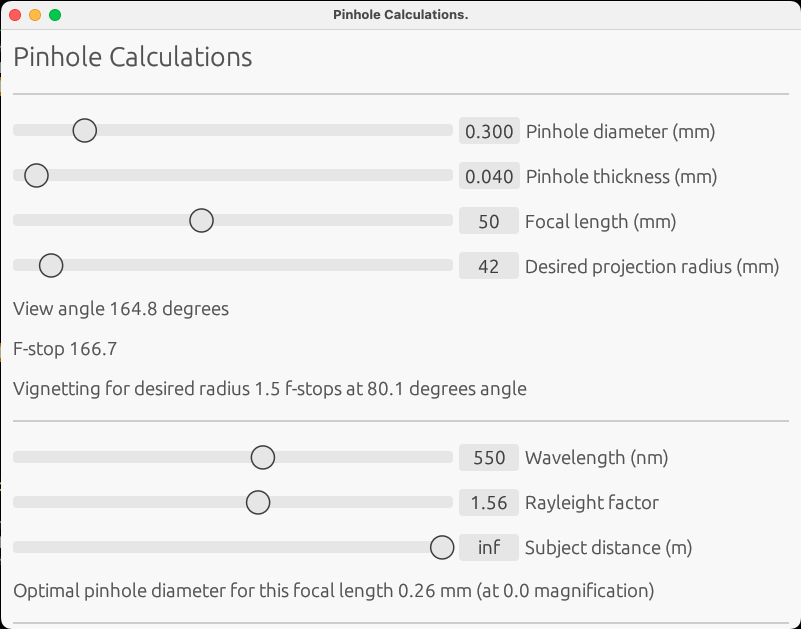 Pinhole Calculations.
Pinhole Calculations
0.300 Pinhole diameter (mm)
0.040 Pinhole thickness (mm)
50 Focal length (mm)
42 Desired projection radius (mm)
View angle 164.8 degrees
F-stop 166.7
Vignetting for desired radius 1.5 f-stops at 80.1 degrees angle
550 Wavelength (nm)
1.56 Rayleight factor
inf Subject distance (m)
Optimal pinhole diameter for this focal length 0.26 mm (at 0.0 magnification)